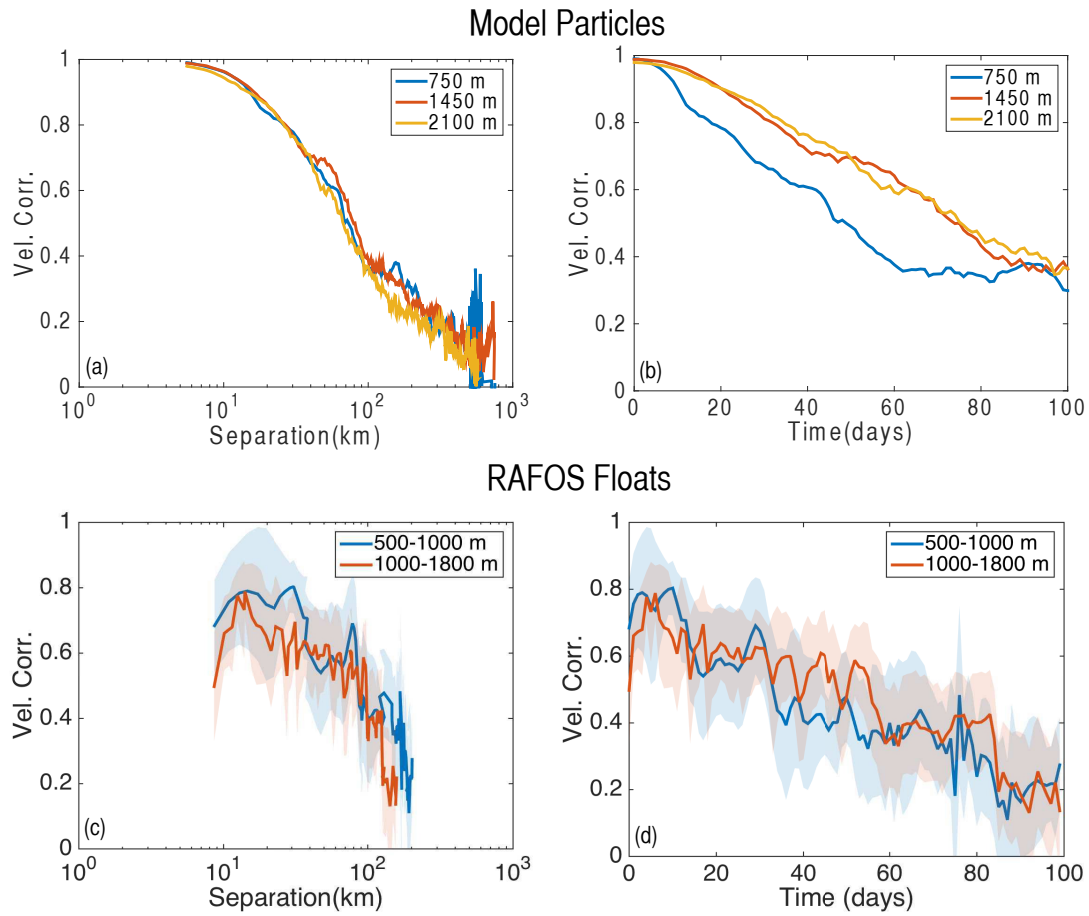 Model Particles
1
0.8
0.6
0.4
0.2
0
Vel. Corr.
750 m
1450 m
2100 m
(a)
10^0 10^1 10^2 10^3
Separation(km)
1
0.8
0.6
0.4
0.2
0
Vel. Corr.
750 m
1450 m
2100 m
(b)
0 20 40 60 80 100
Time(days)
RAFOS Floats
1
0.8
0.6
0.4
0.2
0
Vel. Corr.
500-1000 m
1000-1800 m
(c)
10^0 10^1 10^2 10^3
Separation(km)
1
0.8
0.6
0.4
0.2
0
Vel. Corr.
500-1000 m
1000-1800 m
(d)
0 20 40 60 80 100
Time (days)